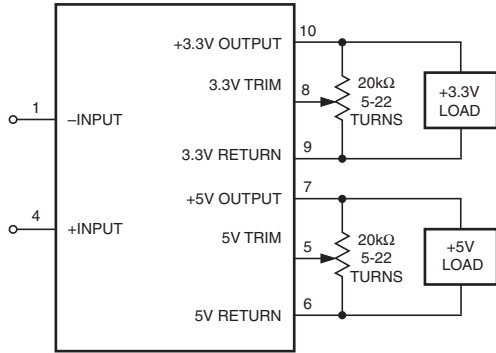 +3.3V OUTPUT
10
3.3V TRIM
8
20kΩ
5-22
TURNS
+3.3V
LOAD
1
–INPUT
3.3V RETURN
9
+5V OUTPUT
7
4
+INPUT
5V TRIM
5
20kΩ
5-22
TURNS
+5V
LOAD
5V RETURN
6